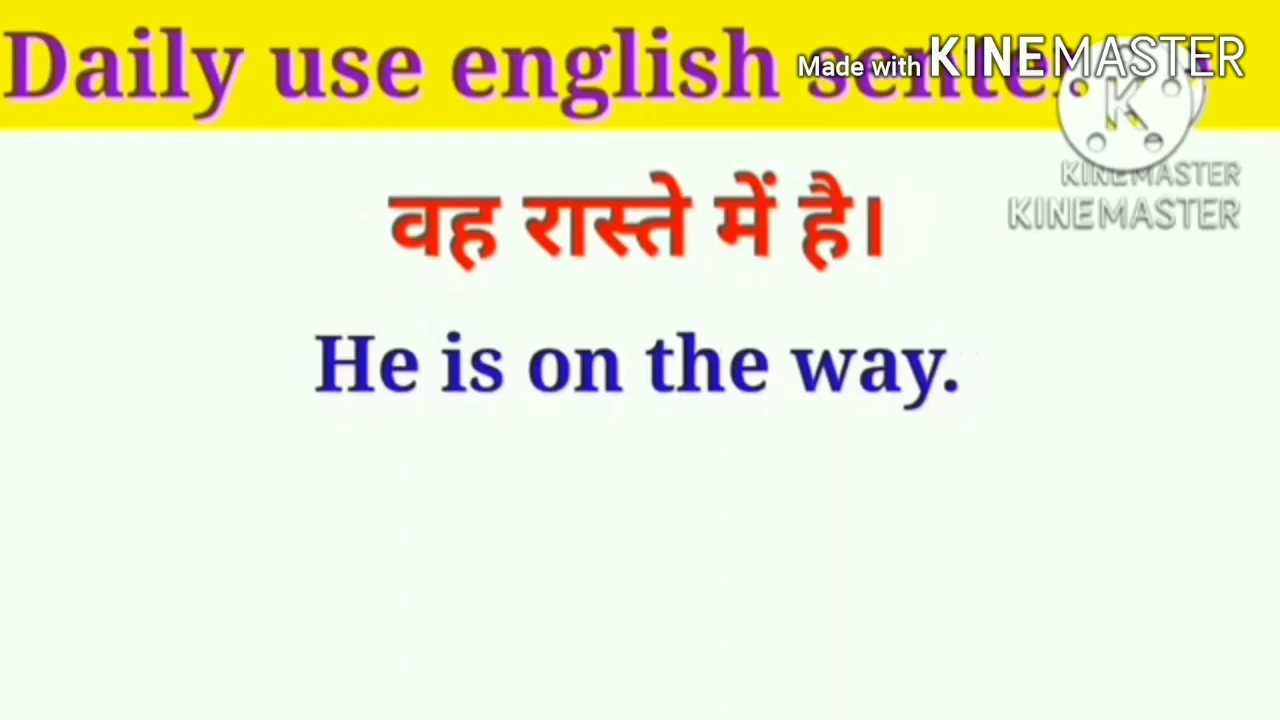 Daily use english
Made with KINEMASTER
K
KINEMASTER
KINEMASTER
वह रास्ते में है।
He is on the way.